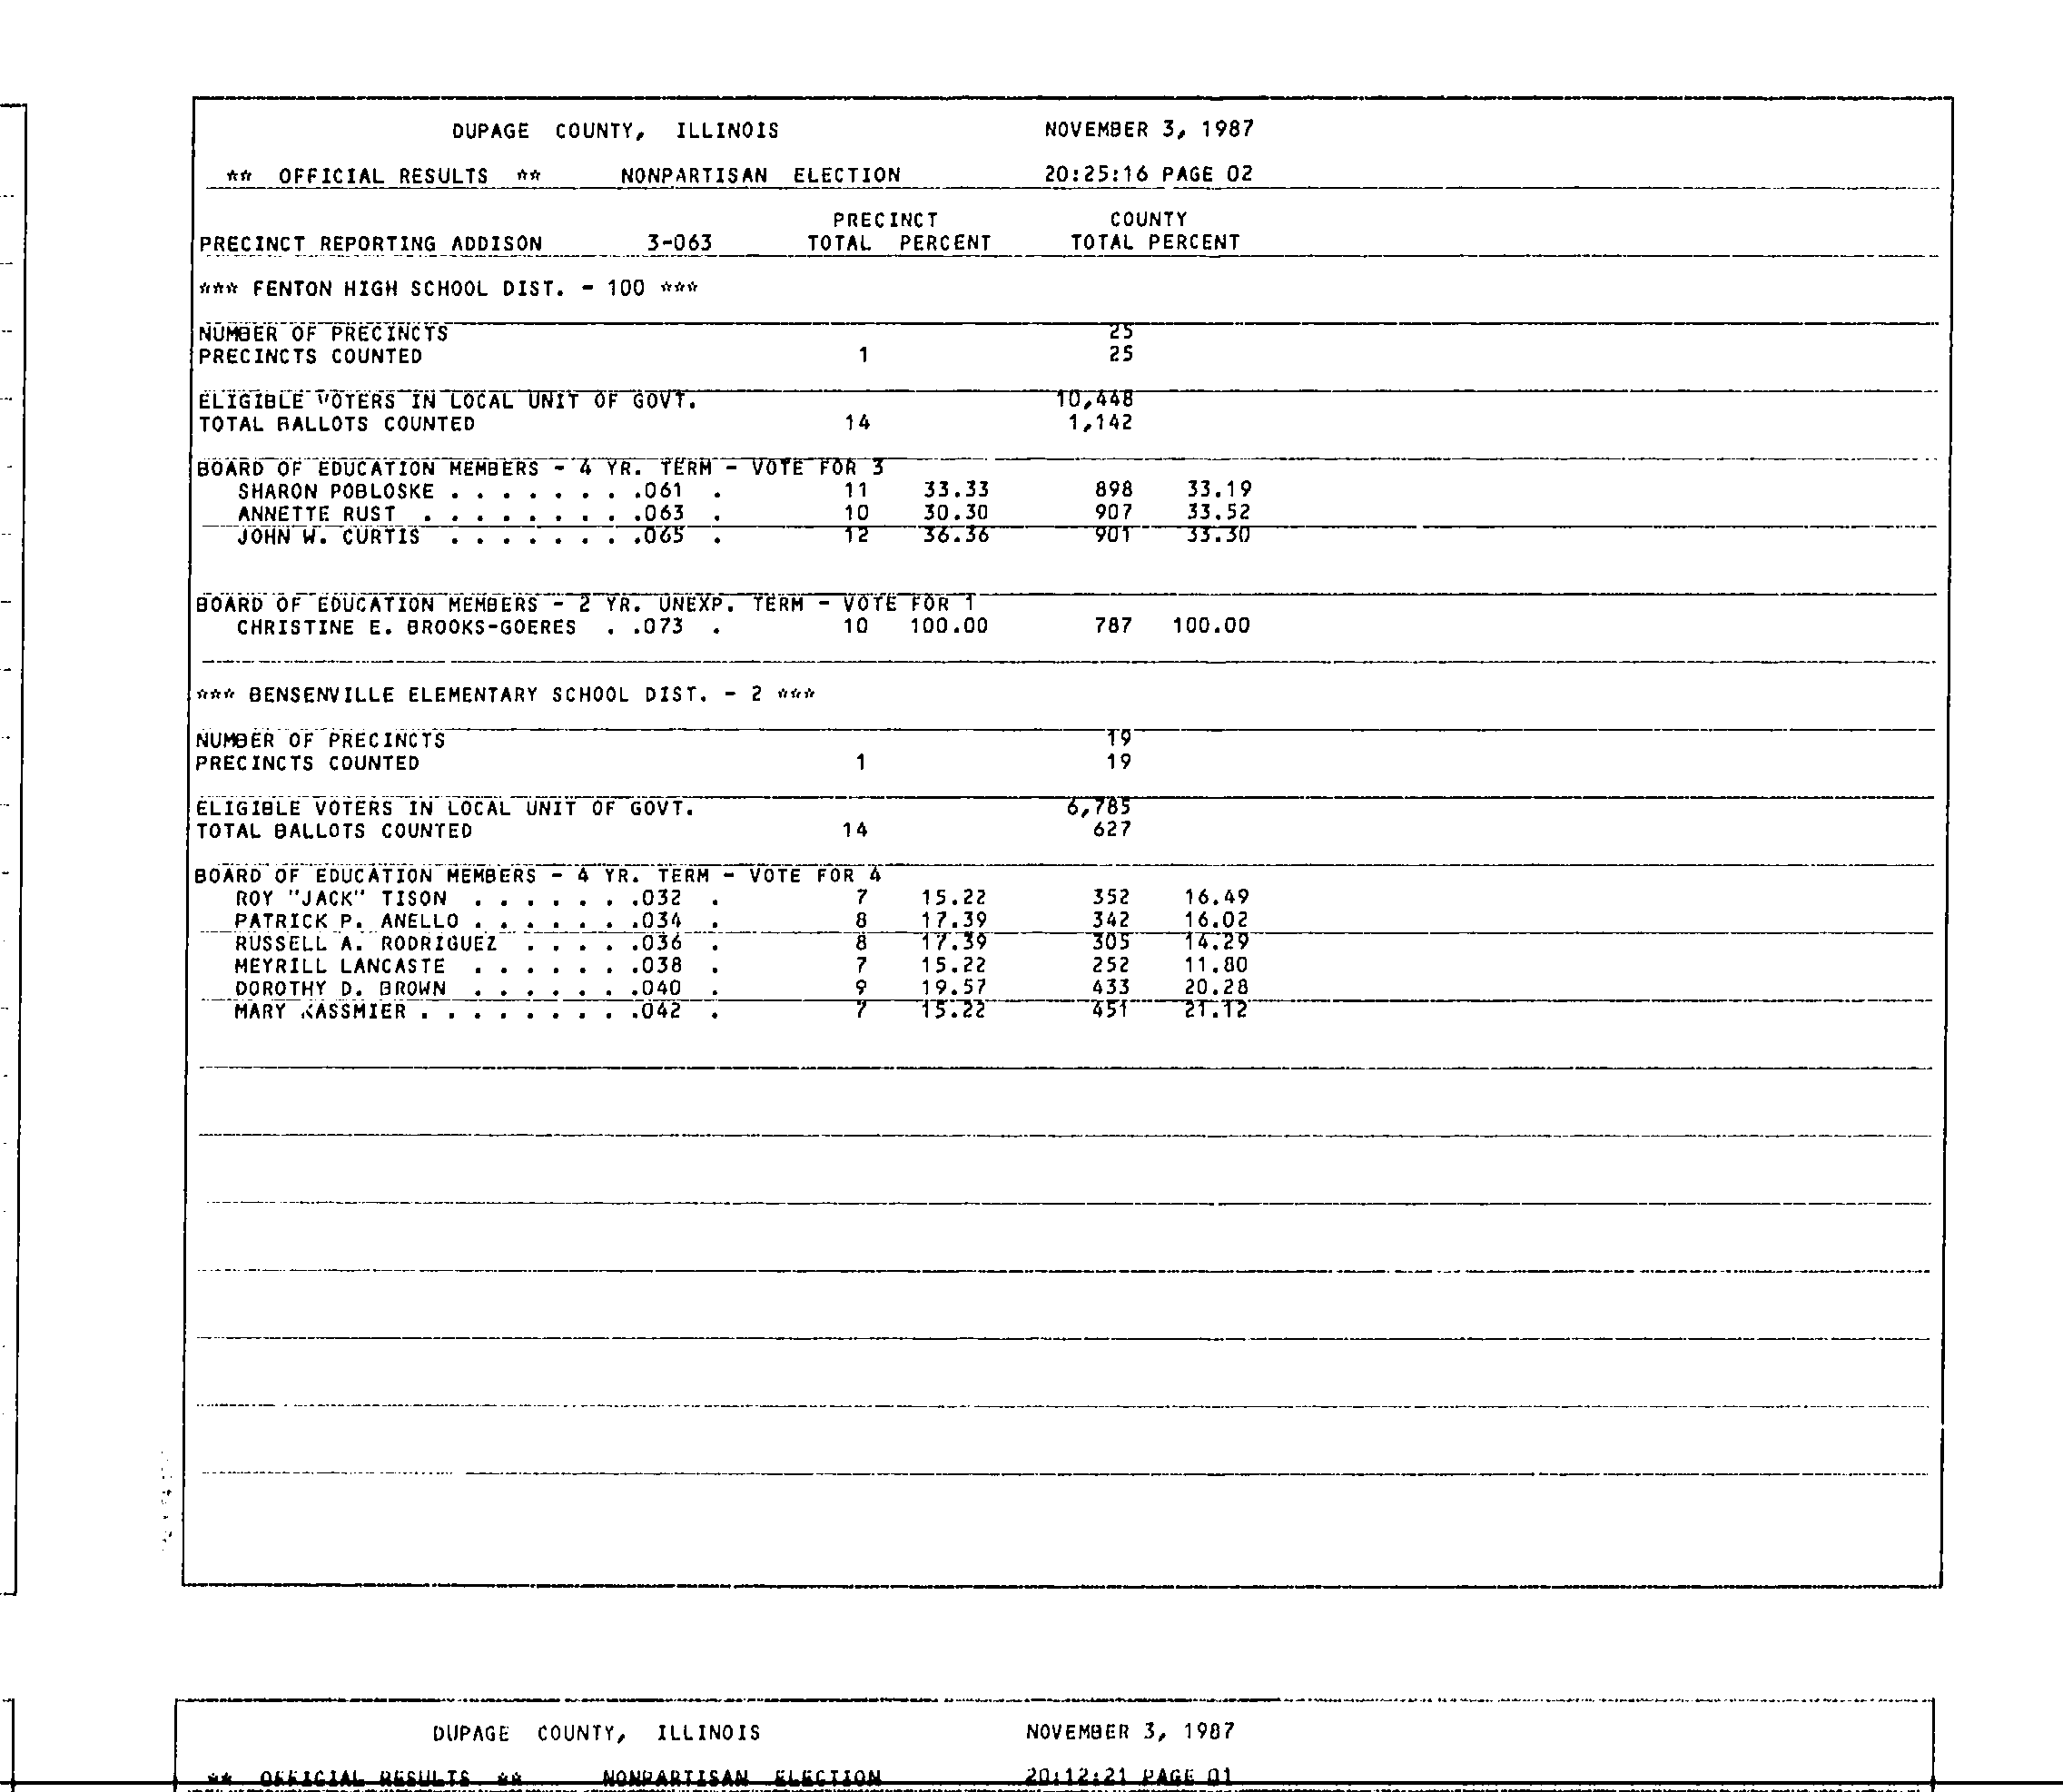 DUPAGE COUNTY, ILLINOIS NOVEMBER 3, 1987
** OFFICIAL RESULTS ** NONPARTISAN ELECTION 20:25:16 PAGE 02
PRECINCT COUNTY
PRECINCT REPORTING ADDISON 3-063 TOTAL PERCENT TOTAL PERCENT
*** FENTON HIGH SCHOOL DIST. - 100 ***
NUMBER OF PRECINCTS 25
PRECINCTS COUNTED 1 25
ELIGIBLE VOTERS IN LOCAL UNIT OF GOVT. 10,448
TOTAL BALLOTS COUNTED 14 1,142
BOARD OF EDUCATION MEMBERS - 4 YR. TERM - VOTE FOR 3
SHARON POBLOSKE . . . . . . . .061 . 11 33.33 898 33.19
ANNETTE RUST . . . . . . . . .063 . 10 30.30 907 33.52
JOHN W. CURTIS . . . . . . . .065 . 12 36.36 901 33.30
BOARD OF EDUCATION MEMBERS - 2 YR. UNEXP. TERM - VOTE FOR 1
CHRISTINE E. BROOKS-GOERES . .073 . 10 100.00 787 100.00
*** BENSENVILLE ELEMENTARY SCHOOL DIST. - 2 ***
NUMBER OF PRECINCTS 19
PRECINCTS COUNTED 1 19
ELIGIBLE VOTERS IN LOCAL UNIT OF GOVT. 6,785
TOTAL BALLOTS COUNTED 14 627
BOARD OF EDUCATION MEMBERS - 4 YR. TERM - VOTE FOR 4
ROY "JACK" TISON . . . . . . .032 . 7 15.22 352 16.49
PATRICK P. ANELLO . . . . . . .034 . 8 17.39 342 16.02
RUSSELL A. RODRIGUEZ . . . . .036 . 8 17.39 305 14.29
MEYRILL LANCASTE . . . . . . .038 . 7 15.22 252 11.80
DOROTHY D. BROWN . . . . . . .040 . 9 19.57 433 20.28
MARY KASSMIER . . . . . . . . .042 . 7 15.22 451 21.12
DUPAGE COUNTY, ILLINOIS NOVEMBER 3, 1987
** OFFICIAL RESULTS ** NONPARTISAN ELECTION 20:12:21 PAGE 01